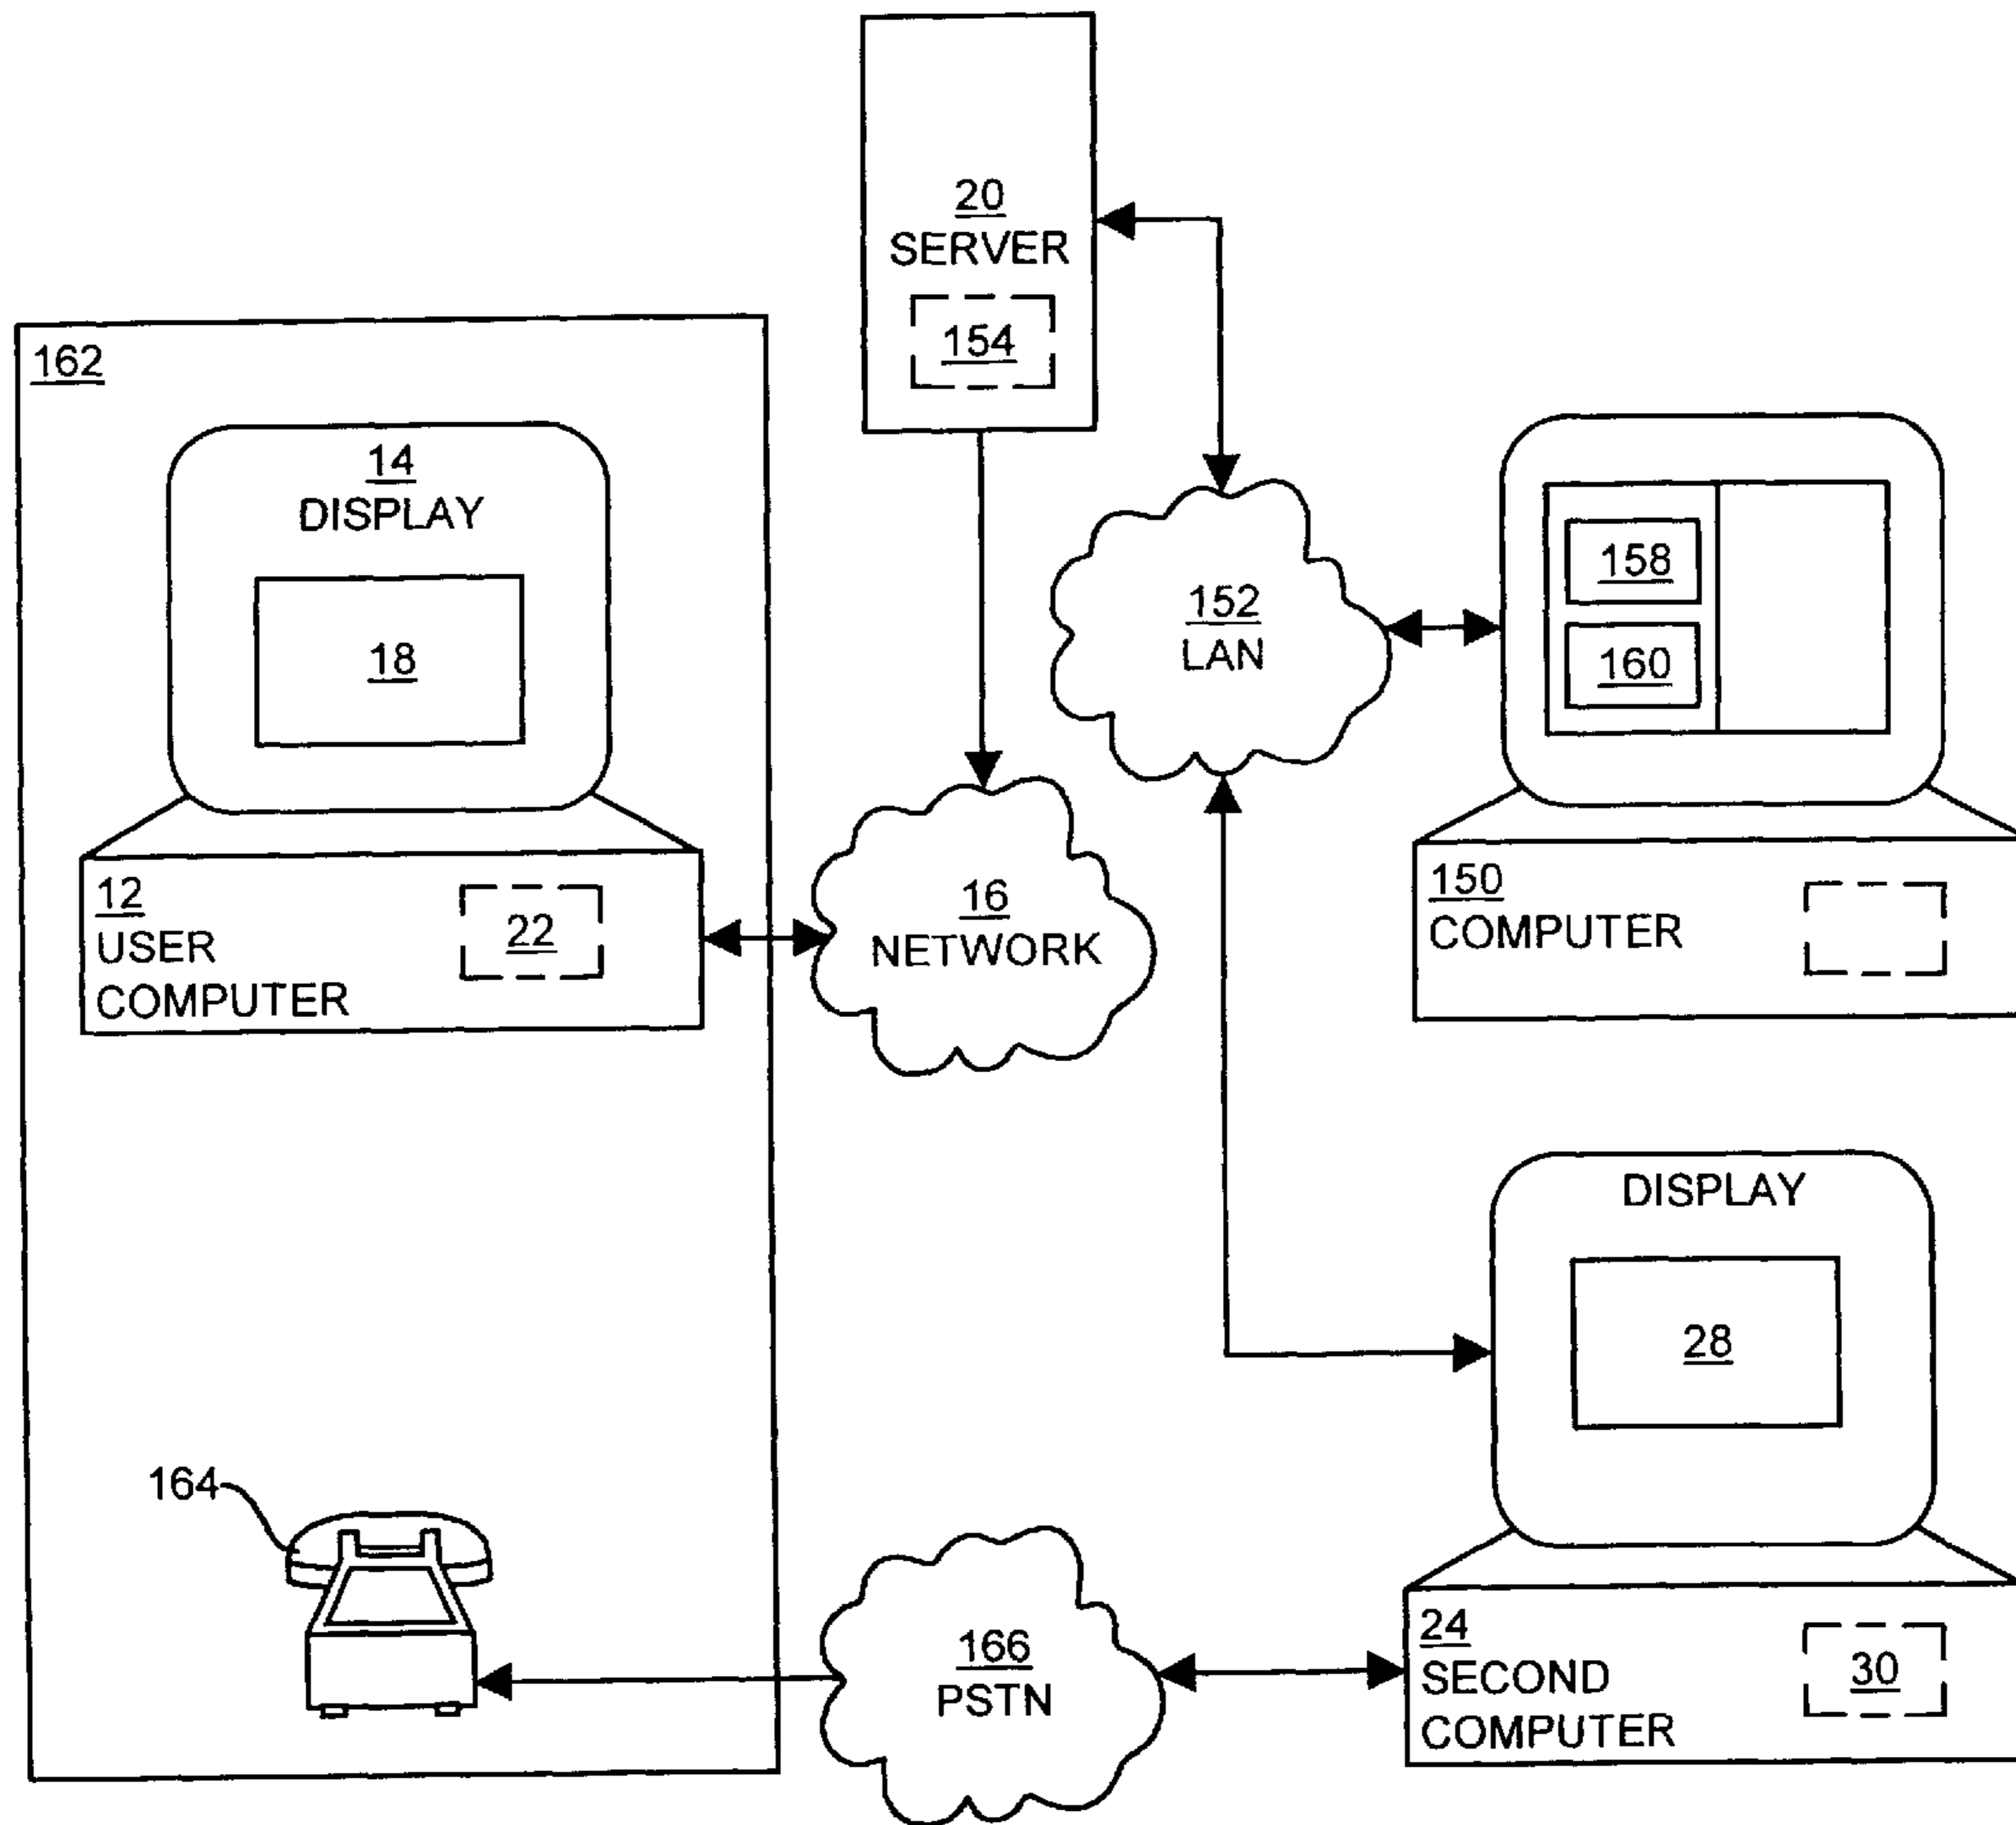 20
SERVER
154
162
14
DISPLAY
18
12
USER
COMPUTER
22
16
NETWORK
152
LAN
158
160
150
COMPUTER
DISPLAY
28
24
SECOND
COMPUTER
30
164
166
PSTN